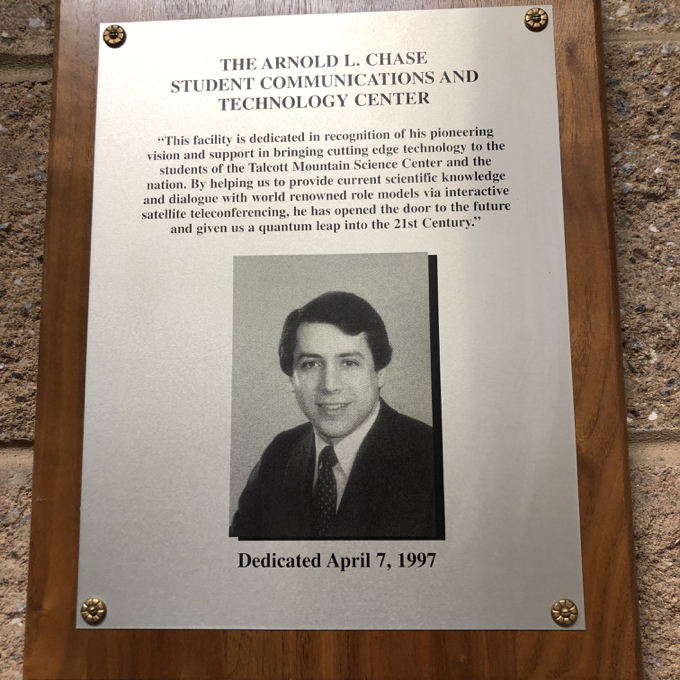 THE ARNOLD L. CHASE
STUDENT COMMUNICATIONS AND
TECHNOLOGY CENTER
“This facility is dedicated in recognition of his pioneering
vision and support in bringing cutting edge technology to the
students of the Talcott Mountain Science Center and the
nation. By helping us to provide current scientific knowledge
and dialogue with world renowned role models via interactive
satellite teleconferencing, he has opened the door to the future
and given us a quantum leap into the 21st Century.”
Dedicated April 7, 1997